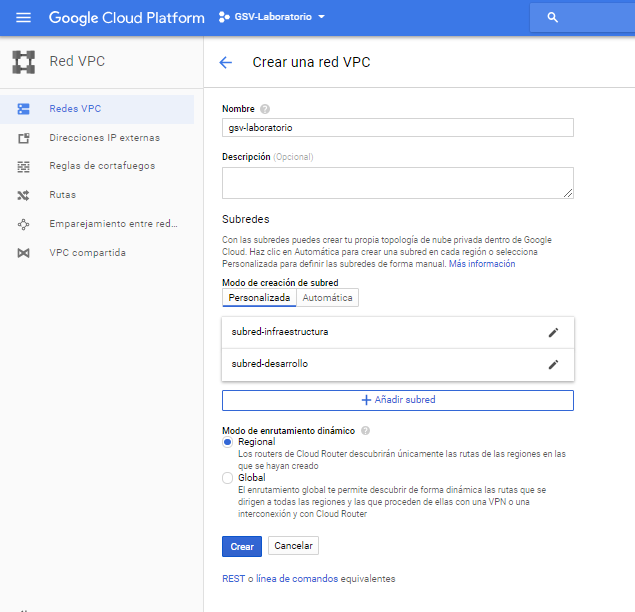 Google Cloud Platform
GSV-Laboratorio
Red VPC
Crear una red VPC
Redes VPC
Direcciones IP externas
Reglas de cortafuegos
Rutas
Emparejamiento entre red...
VPC compartida
Nombre
gsv-laboratorio
Descripción (Opcional)
Subredes
Con las subredes puedes crear tu propia topología de nube privada dentro de Google
Cloud. Haz clic en Automática para crear una subred en cada región o selecciona
Personalizada para definir las subredes de forma manual. Más información
Modo de creación de subred
Personalizada Automática
subred-infraestructura
subred-desarrollo
+ Añadir subred
Modo de enrutamiento dinámico
Regional
Los routers de Cloud Router descubrirán únicamente las rutas de las regiones en las
que se hayan creado
Global
El enrutamiento global te permite descubrir de forma dinámica las rutas que se
dirigen a todas las regiones y las que proceden de ellas con una VPN o una
interconexión y con Cloud Router
Crear Cancelar
REST o línea de comandos equivalentes